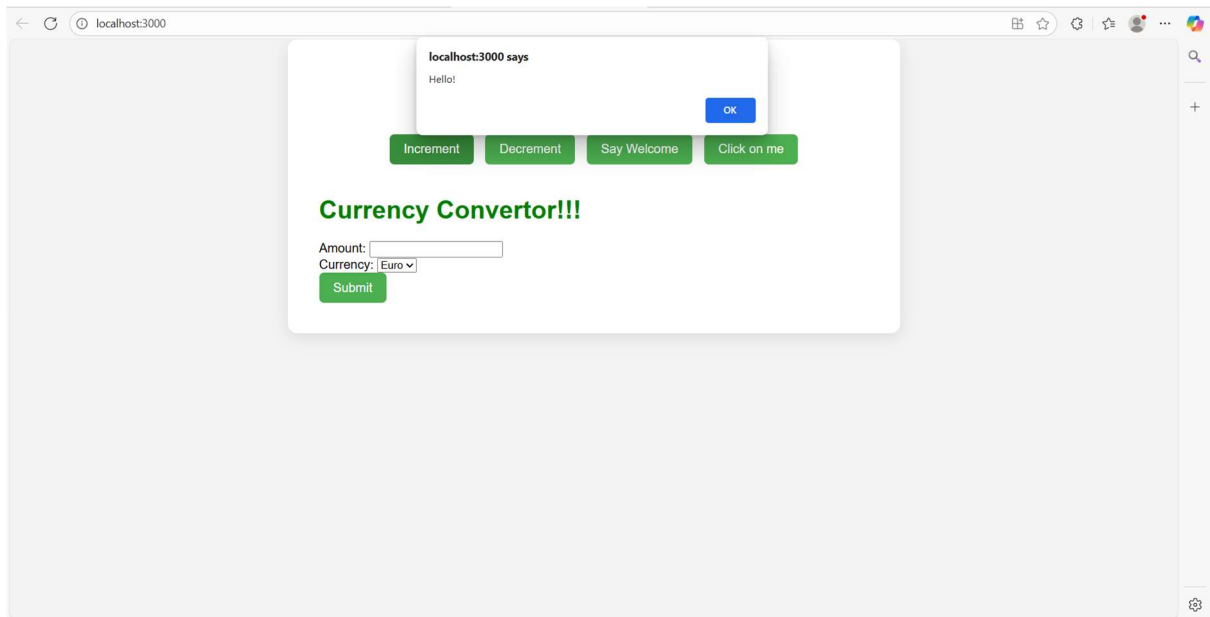 localhost:3000
localhost:3000 says
Hello!
OK
Increment Decrement Say Welcome Click on me
Currency Convertor!!!
Amount:
Currency: Euro
Submit